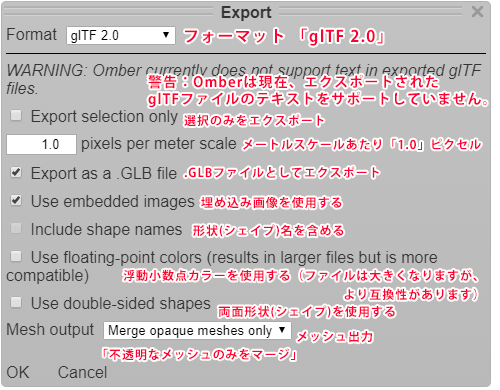 Export
Format glTF 2.0 フォーマット 「glTF 2.0」
WARNING: Omber currently does not support text in exported glTF
files.
警告：Omberは現在、エクスポートされた
glTFファイルのテキストをサポートしていません。
Export selection only 選択のみをエクスポート
1.0 pixels per meter scale メートルスケールあたり「1.0」ピクセル
Export as a .GLB file .GLBファイルとしてエクスポート
Use embedded images 埋め込み画像を使用する
Include shape names 形状(シェイプ)名を含める
Use floating-point colors (results in larger files but is more
compatible) 浮動小数点カラーを使用する（ファイルは大きくなりますが、
より互換性があります）
Use double-sided shapes 両面形状(シェイプ)を使用する
Mesh output Merge opaque meshes only メッシュ出力
「不透明なメッシュのみをマージ」
OK Cancel